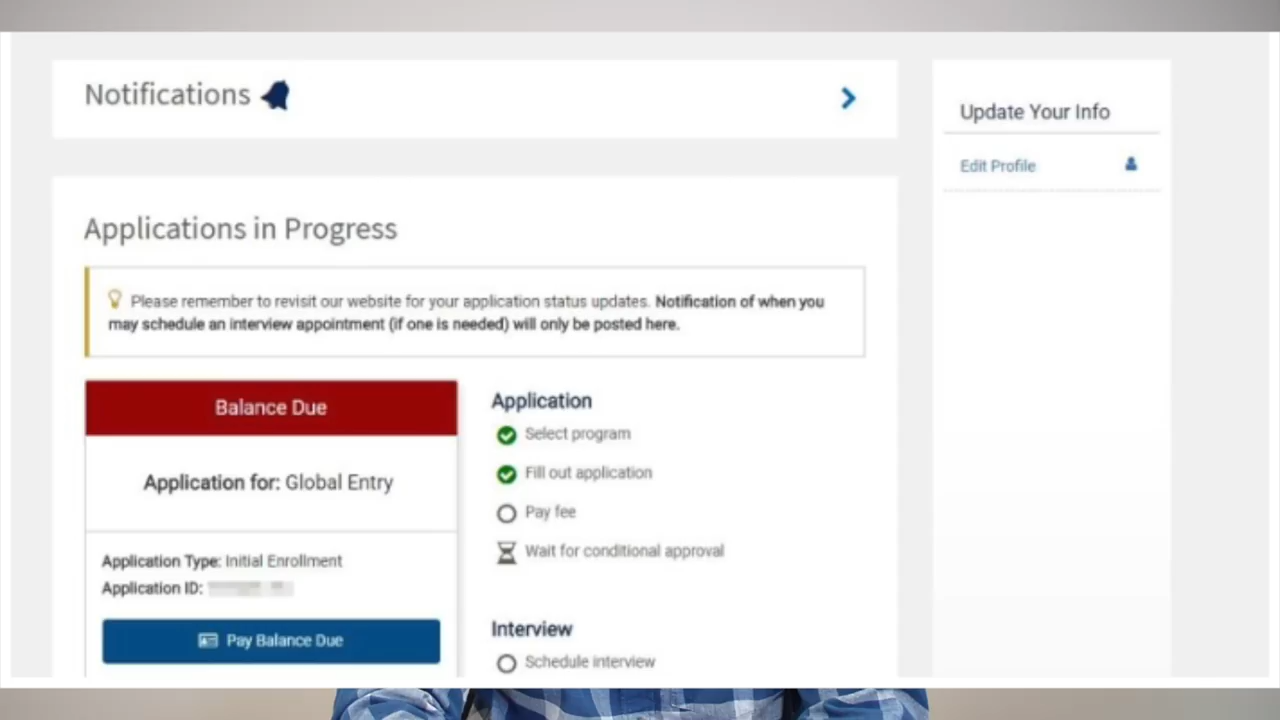 Notifications
Update Your Info
Edit Profile
Applications in Progress
Please remember to revisit our website for your application status updates. Notification of when you
may schedule an interview appointment (if one is needed) will only be posted here.
Balance Due
Application for: Global Entry
Application Type: Initial Enrollment
Application ID:
Pay Balance Due
Application
Select program
Fill out application
Pay fee
Wait for conditional approval
Interview
Schedule interview